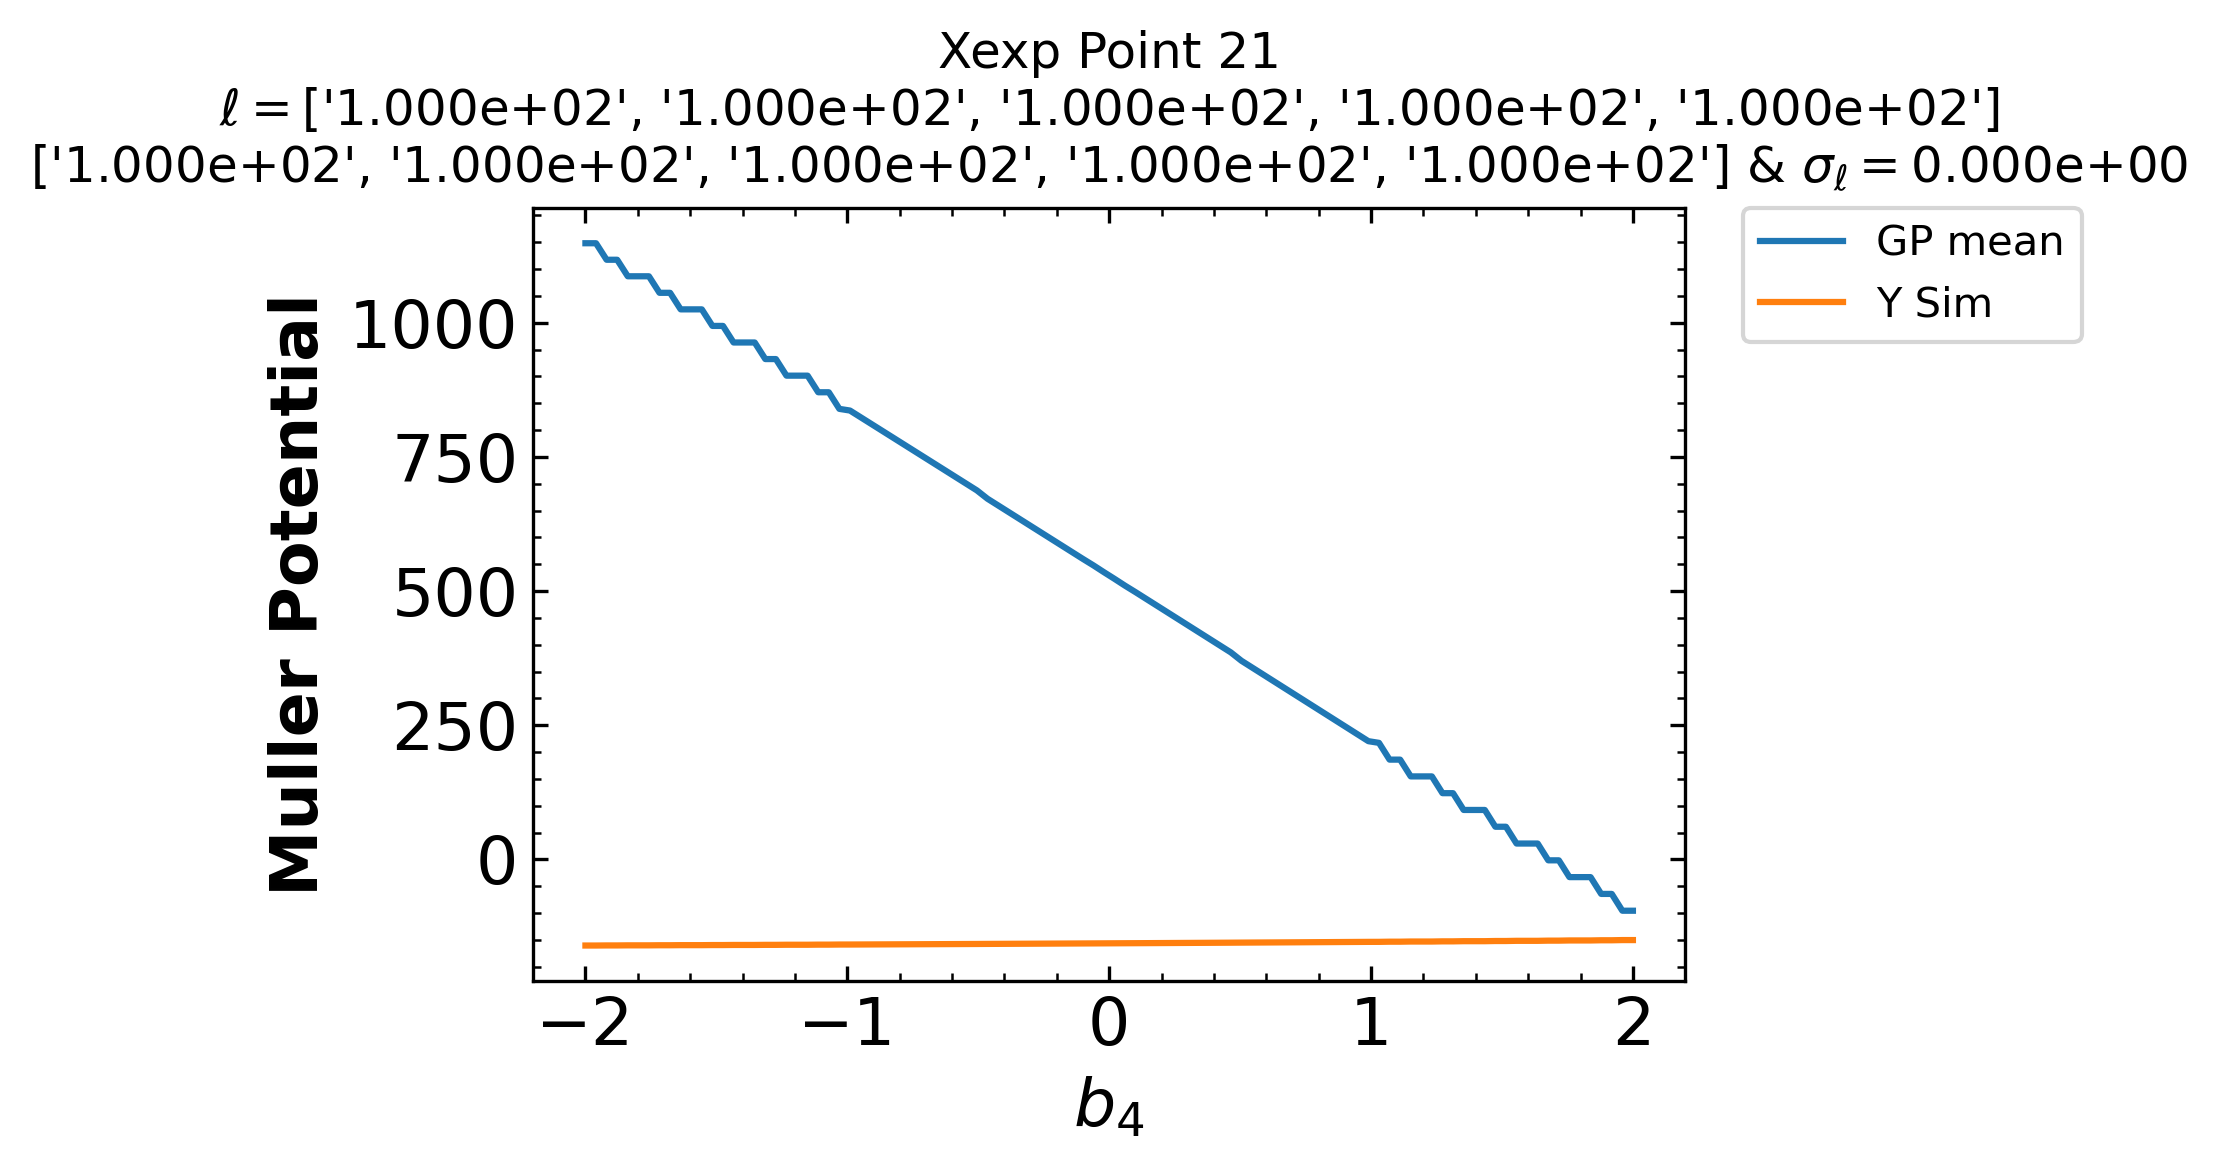 Xexp Point 21
ℓ = ['1.000e+02', '1.000e+02', '1.000e+02', '1.000e+02', '1.000e+02']
['1.000e+02', '1.000e+02', '1.000e+02', '1.000e+02', '1.000e+02'] & σℓ = 0.000e+00
GP mean
Y Sim
Muller Potential
1000
750
500
250
0
−2 −1 0 1 2
b₄